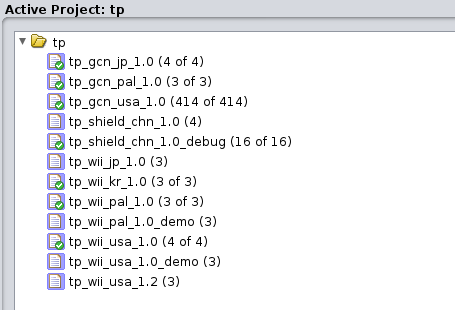 Active Project: tp
tp
tp_gcn_jp_1.0 (4 of 4)
tp_gcn_pal_1.0 (3 of 3)
tp_gcn_usa_1.0 (414 of 414)
tp_shield_chn_1.0 (4)
tp_shield_chn_1.0_debug (16 of 16)
tp_wii_jp_1.0 (3)
tp_wii_kr_1.0 (3 of 3)
tp_wii_pal_1.0 (3 of 3)
tp_wii_pal_1.0_demo (3)
tp_wii_usa_1.0 (4 of 4)
tp_wii_usa_1.0_demo (3)
tp_wii_usa_1.2 (3)